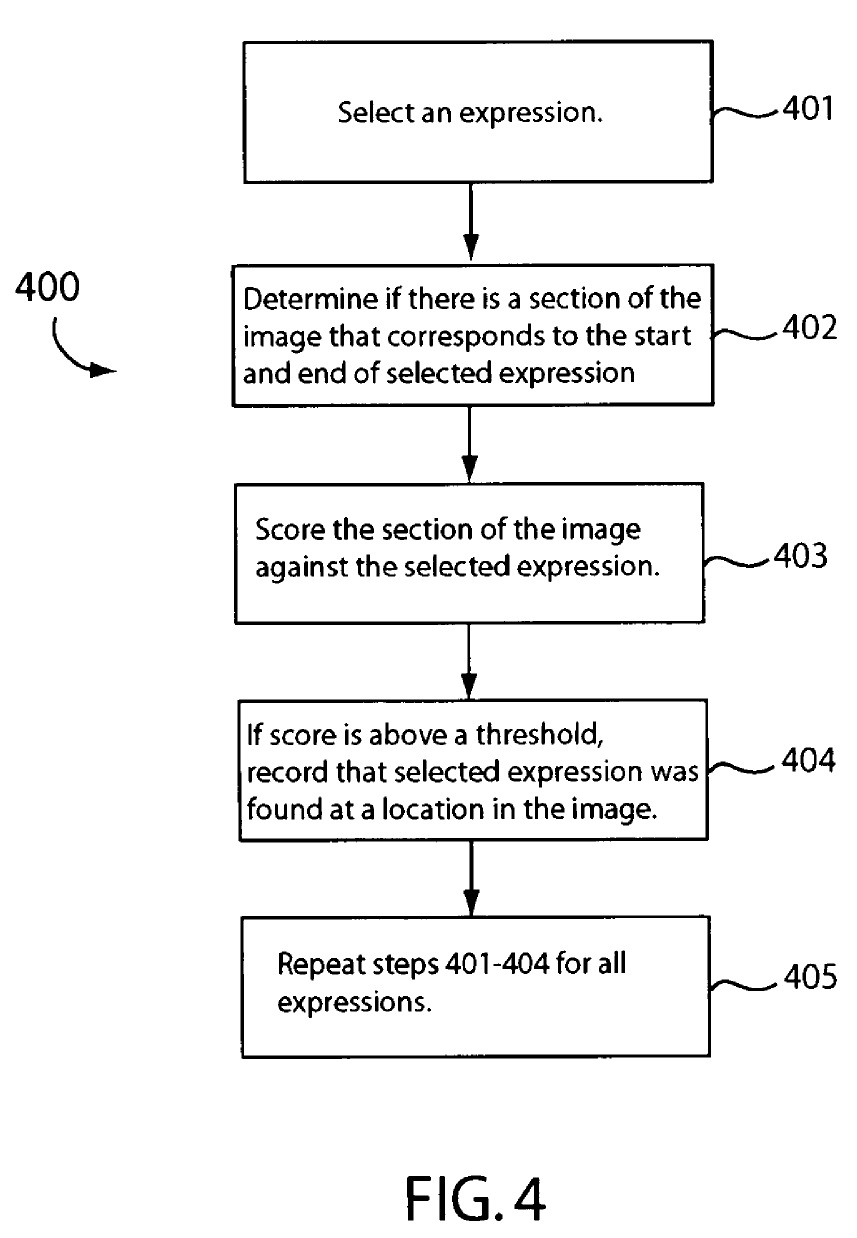 Select an expression.
401
400
Determine if there is a section of the
image that corresponds to the start
and end of selected expression
402
Score the section of the image
against the selected expression.
403
If score is above a threshold,
record that selected expression was
found at a location in the image.
404
Repeat steps 401-404 for all
expressions.
405
FIG. 4